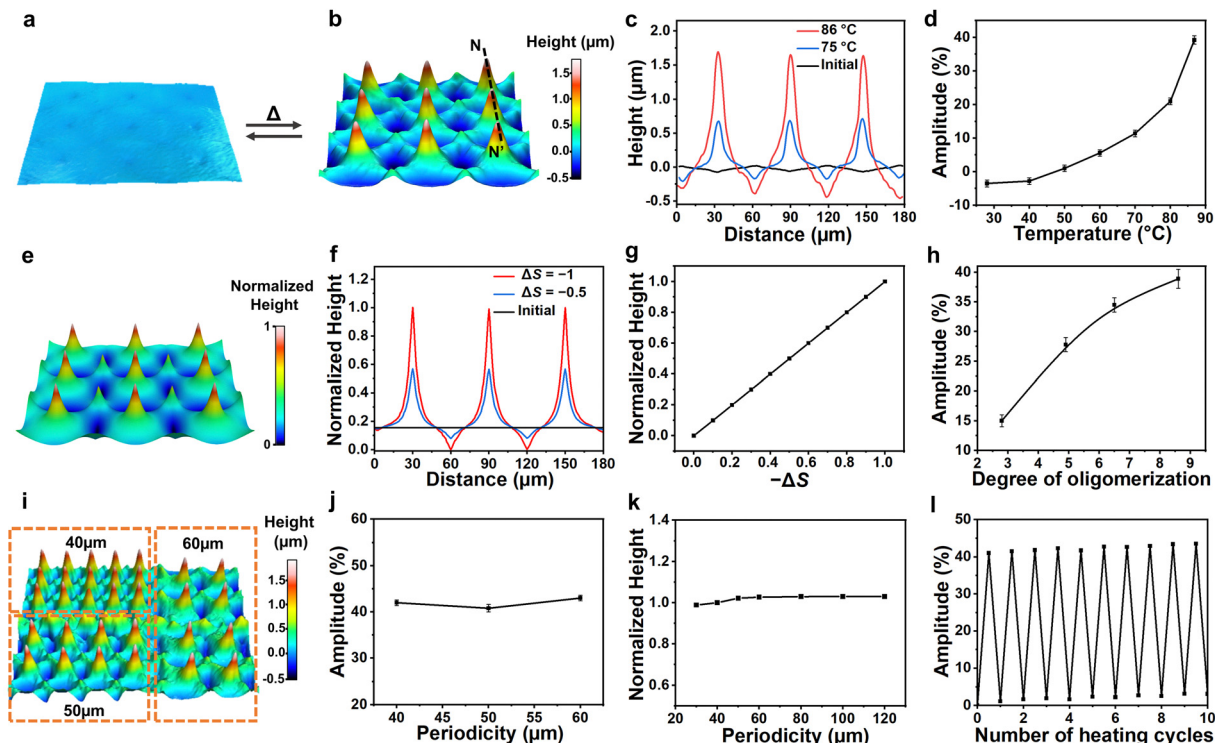 a
Δ
b
Height (µm)
N
N'
1.5
1.0
0.5
0.0
-0.5
c
86 °C
75 °C
Initial
Height (µm)
2.0
1.5
1.0
0.5
0.0
-0.5
0 30 60 90 120 150 180
Distance (µm)
d
Amplitude (%)
40
30
20
10
0
-10
30 40 50 60 70 80 90
Temperature (°C)
e
Normalized
Height
1
0
f
ΔS = −1
ΔS = −0.5
Initial
Normalized Height
1.2
1.0
0.8
0.6
0.4
0.2
0.0
0 30 60 90 120 150 180
Distance (µm)
g
Normalized Height
1.0
0.8
0.6
0.4
0.2
0.0
0.0 0.2 0.4 0.6 0.8 1.0
−ΔS
h
Amplitude (%)
40
35
30
25
20
15
10
2 3 4 5 6 7 8 9
Degree of oligomerization
i
40µm
60µm
50µm
Height
(µm)
1.5
1.0
0.5
0.0
-0.5
j
Amplitude (%)
60
50
40
30
20
40 45 50 55 60
Periodicity (µm)
k
Normalized Height
1.4
1.2
1.0
0.8
0.6
20 40 60 80 100 120
Periodicity (µm)
l
Amplitude (%)
50
40
30
20
10
0
0 2 4 6 8 10
Number of heating cycles